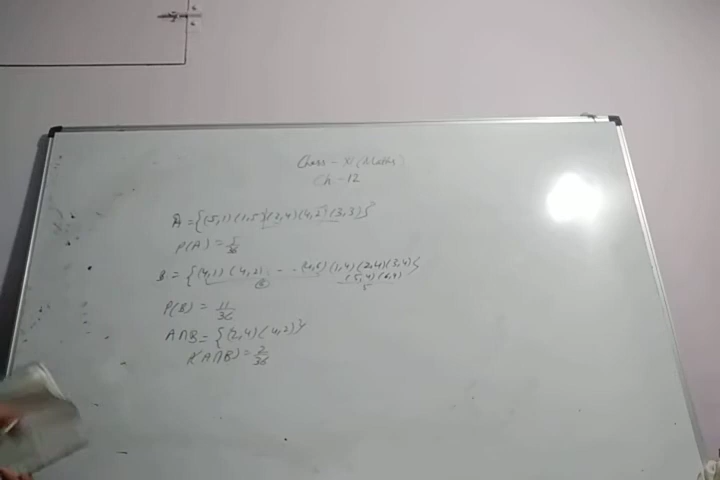 Class - XI (Maths)
Ch - 12
A = {(5,1) (1,5) (2,4) (4,2) (3,3)}
P(A) = 5/36
B = {(4,1) (4,2) - - (4,6) (1,4) (2,4) (3,4)
(5,4) (6,4)}
5
P(B) = 11/36
A∩B = {(2,4) (4,2)}
P(A∩B) = 2/36